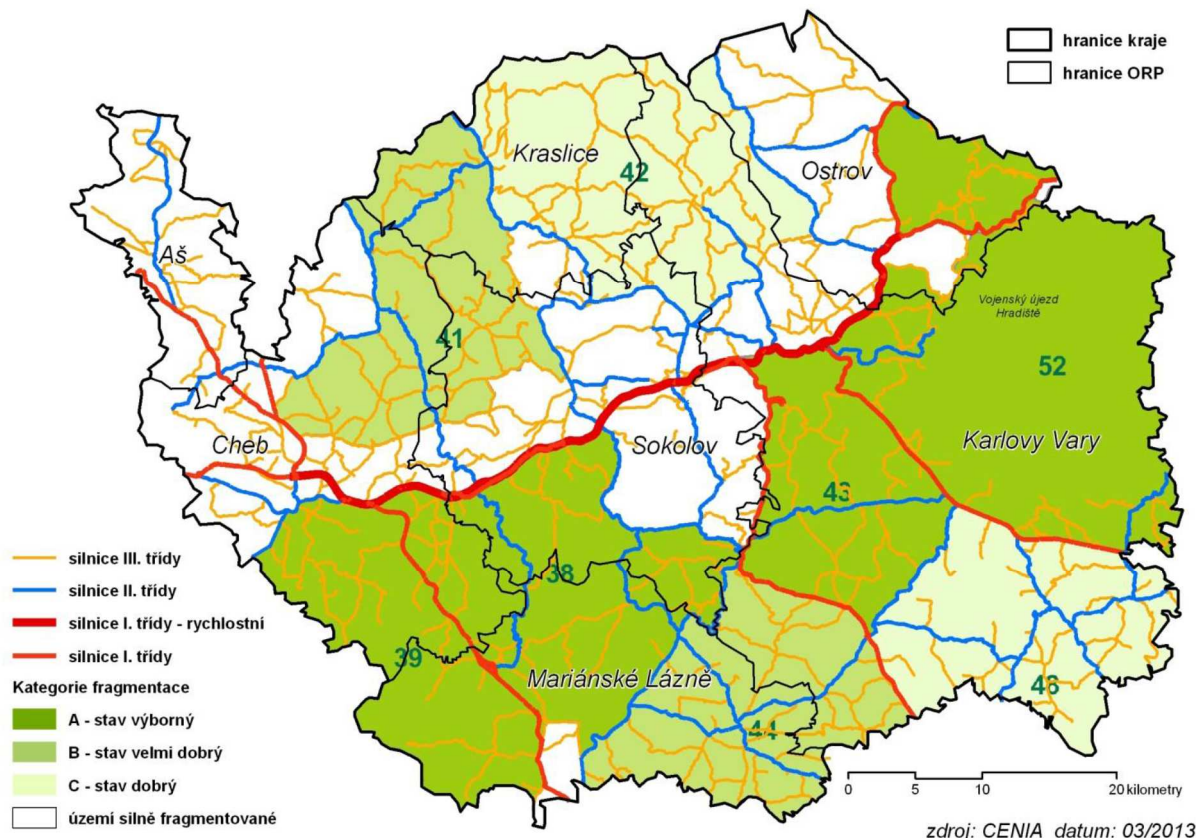 hranice kraje
hranice ORP
Kraslice
42
Ostrov
Aš
Vojenský újezd
Hradiště
41
52
Cheb
Sokolov
Karlovy Vary
43
silnice III. třídy
silnice II. třídy
silnice I. třídy - rychlostní
silnice I. třídy
38
39
Mariánské Lázně
46
44
Kategorie fragmentace
A - stav výborný
B - stav velmi dobrý
C - stav dobrý
území silně fragmentované
0 5 10 20 kilometry
zdroj: CENIA datum: 03/2013